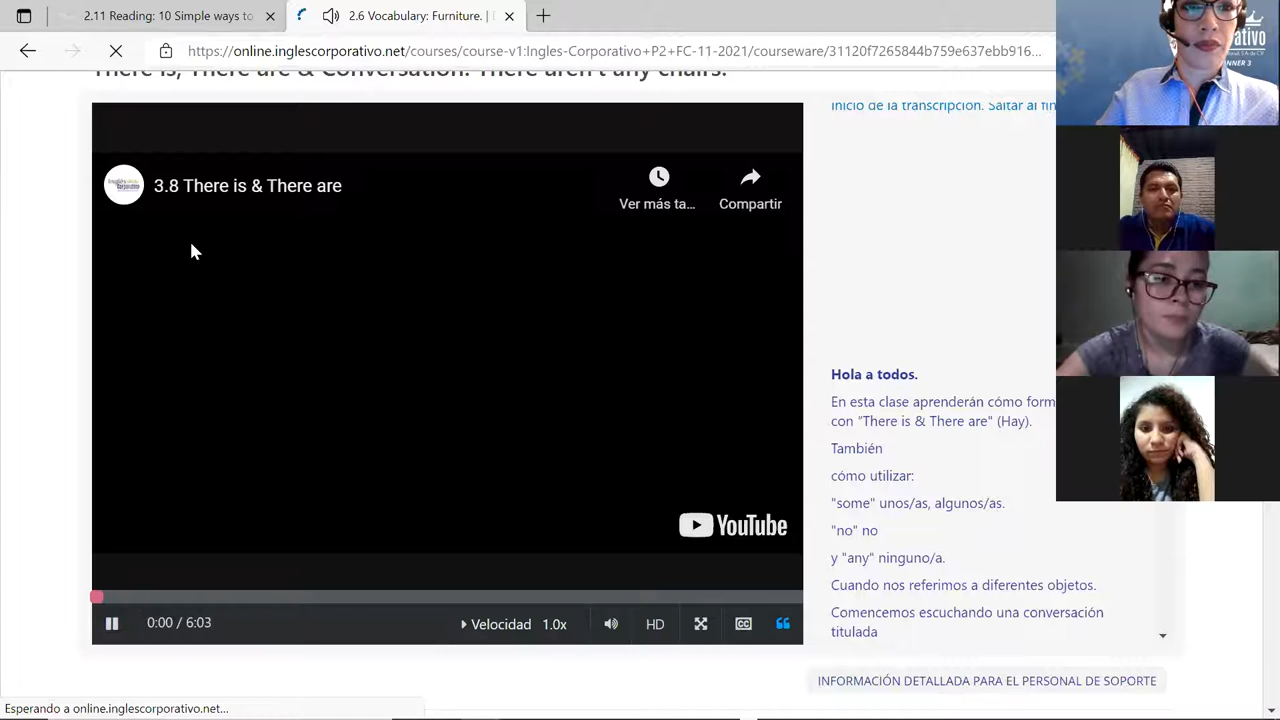 2.11 Reading: 10 Simple ways to
2.6 Vocabulary: Furniture. |
https://online.inglescorporativo.net/courses/course-v1:Ingles-Corporativo+P2+FC-11-2021/courseware/31120f7265844b759e637ebb916...
There is, There are & Conversation: There aren't any chairs.
3.8 There is & There are
Ver más ta...
Compartir
YouTube
0:00 / 6:03
Velocidad 1.0x
HD
Inicio de la transcripción. Saltar al fin
Hola a todos.
En esta clase aprenderán cómo form
con "There is & There are" (Hay).
También
cómo utilizar:
"some" unos/as, algunos/as.
"no" no
y "any" ninguno/a.
Cuando nos referimos a diferentes objetos.
Comencemos escuchando una conversación
titulada
INFORMACIÓN DETALLADA PARA EL PERSONAL DE SOPORTE
Esperando a online.inglescorporativo.net...